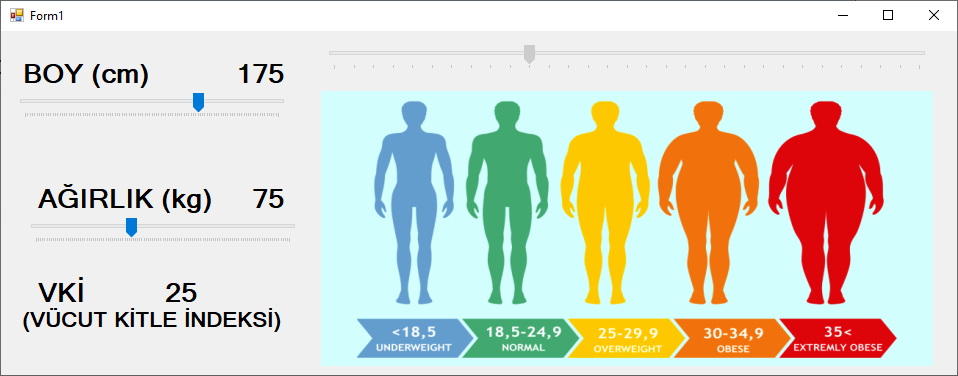 Form1
BOY (cm) 175
AĞIRLIK (kg) 75
VKİ 25
(VÜCUT KİTLE İNDEKSİ)
<18,5 18,5-24,9 25-29,9 30-34,9 35<
UNDERWEIGHT NORMAL OVERWEIGHT OBESE EXTREMLY OBESE